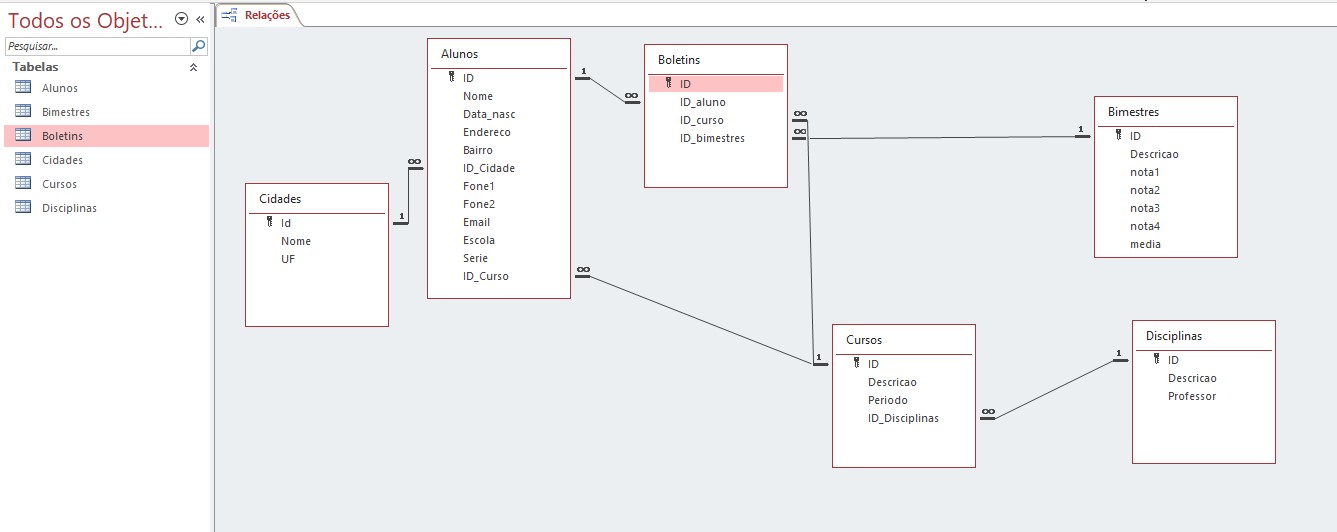 Todos os Objet... «
Pesquisar...
Tabelas
Alunos
Bimestres
Boletins
Cidades
Cursos
Disciplinas
Relações
Cidades
Id
Nome
UF
1
∞
Alunos
ID
Nome
Data_nasc
Endereco
Bairro
ID_Cidade
Fone1
Fone2
Email
Escola
Serie
ID_Curso
1
∞
∞
Boletins
ID
ID_aluno
ID_curso
ID_bimestres
∞
∞
1
Bimestres
ID
Descricao
nota1
nota2
nota3
nota4
media
1
Cursos
ID
Descricao
Periodo
ID_Disciplinas
∞
1
Disciplinas
ID
Descricao
Professor